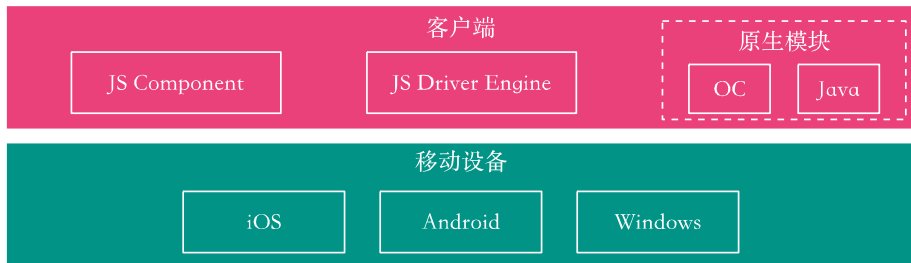 客户端
原生模块
JS Component
JS Driver Engine
OC
Java
移动设备
iOS
Android
Windows